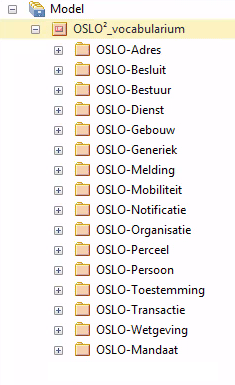 Model
OSLO²_vocabularium
OSLO-Adres
OSLO-Besluit
OSLO-Bestuur
OSLO-Dienst
OSLO-Gebouw
OSLO-Generiek
OSLO-Melding
OSLO-Mobiliteit
OSLO-Notificatie
OSLO-Organisatie
OSLO-Perceel
OSLO-Persoon
OSLO-Toestemming
OSLO-Transactie
OSLO-Wetgeving
OSLO-Mandaat